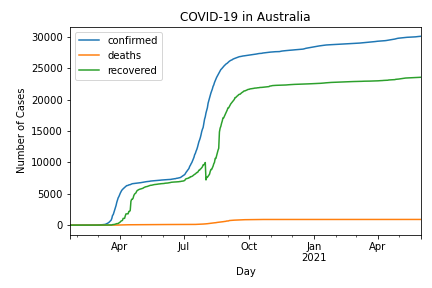 COVID-19 in Australia
confirmed
deaths
recovered
Number of Cases
30000
25000
20000
15000
10000
5000
0
Apr
Jul
Oct
Jan
2021
Apr
Day